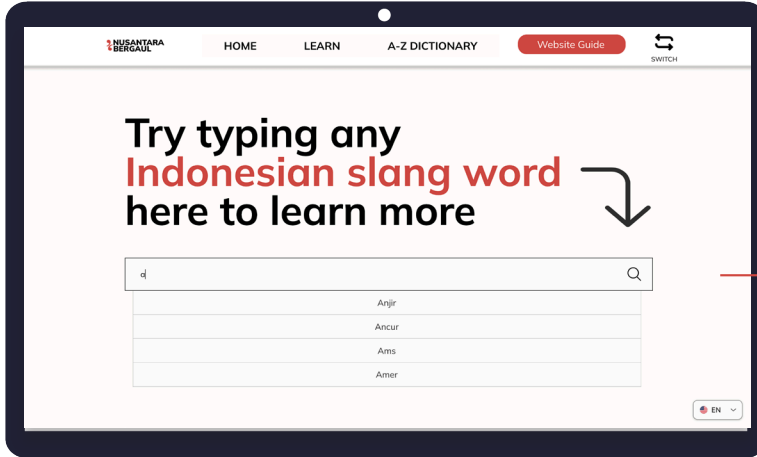 NUSANTARA
BERGAUL
HOME
LEARN
A-Z DICTIONARY
Website Guide
SWITCH
Try typing any
Indonesian slang word
here to learn more
a
Anjir
Ancur
Ams
Amer
EN